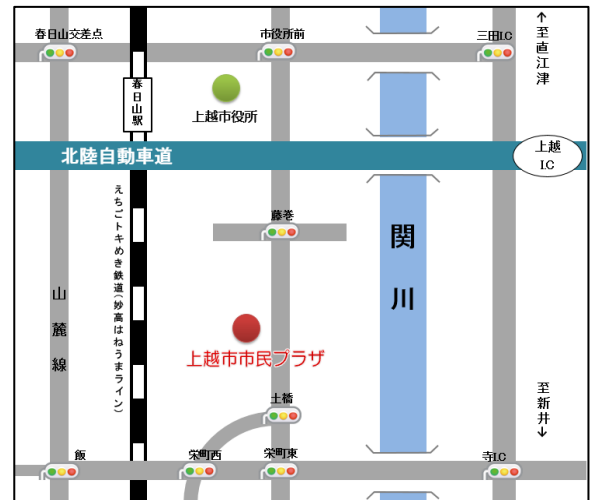 春日山交差点
市役所前
三田I.C
↑至直江津
春日山駅
上越市役所
北陸自動車道
上越
I.C
えちごトキめき鉄道(妙高はねうまライン)
藤巻
関川
山麓線
上越市市民プラザ
土橋
至新井↓
飯
栄町西
栄町東
寺I.C